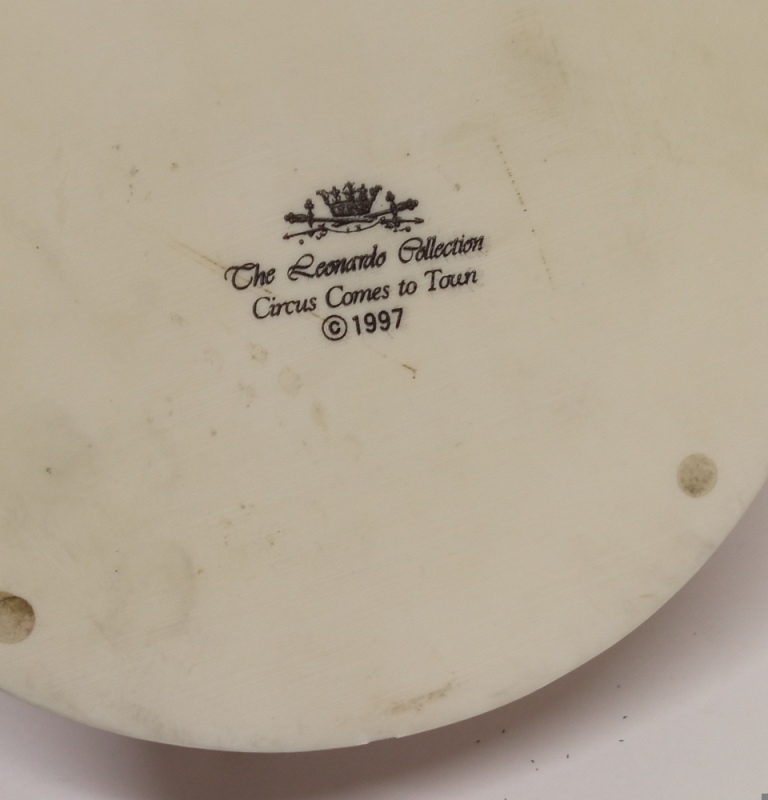 The Leonardo Collection
Circus Comes to Town
©1997